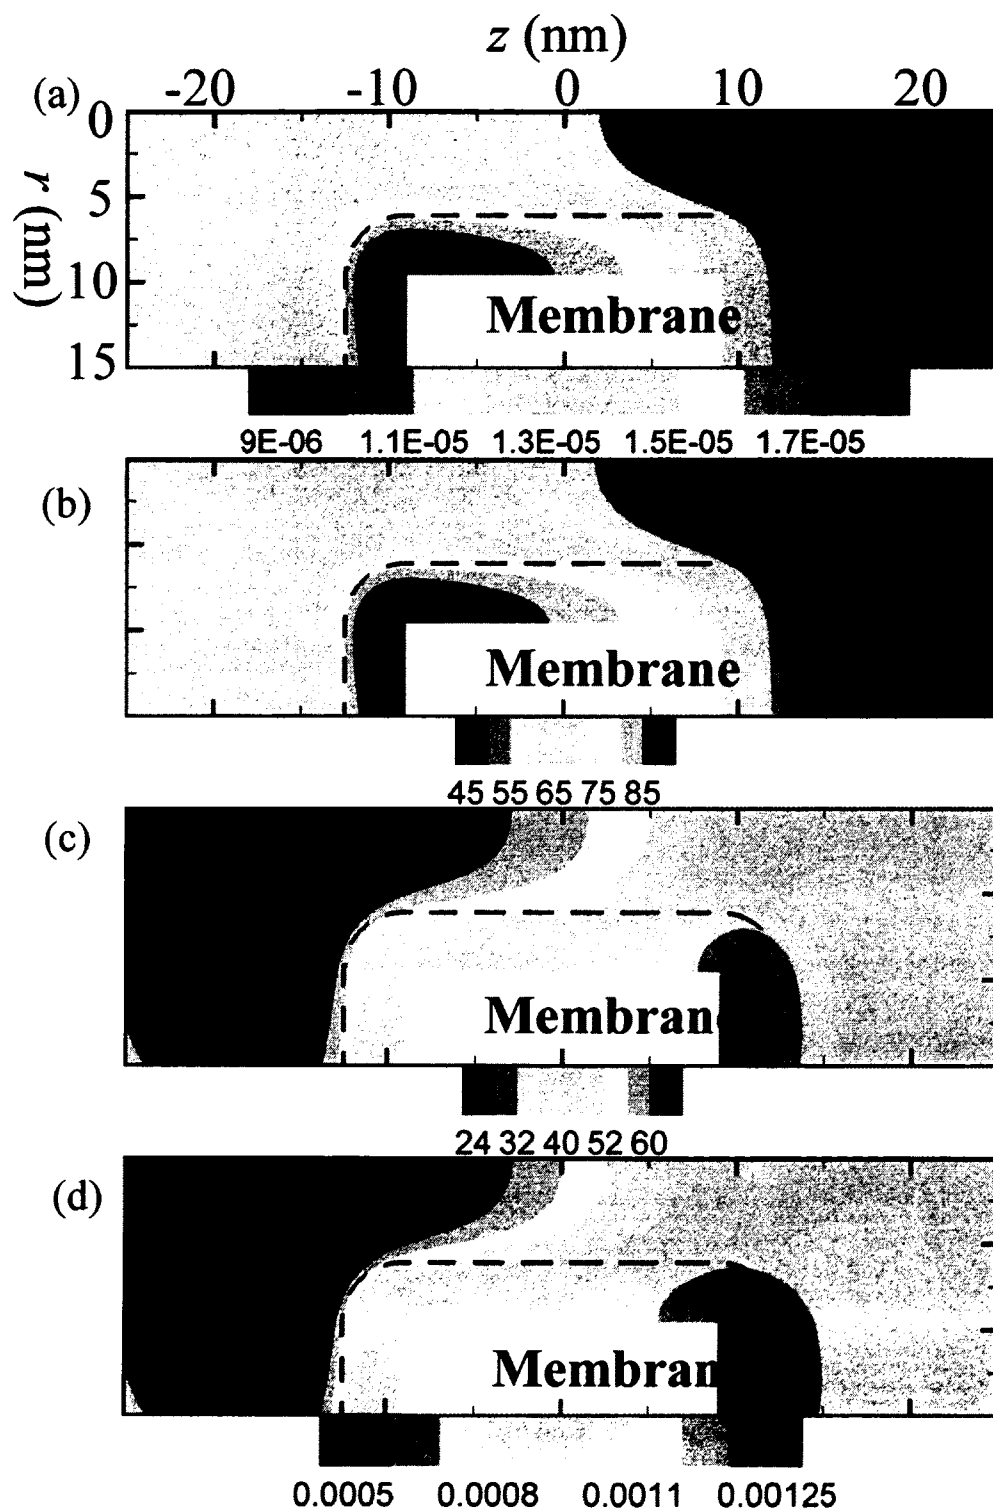 z (nm)
(a) -20 -10 0 10 20
0
5
10
15
r (nm)
Membrane
9E-06 1.1E-05 1.3E-05 1.5E-05 1.7E-05
(b)
Membrane
45 55 65 75 85
(c)
Membran
24 32 40 52 60
(d)
Membran
0.0005 0.0008 0.0011 0.00125